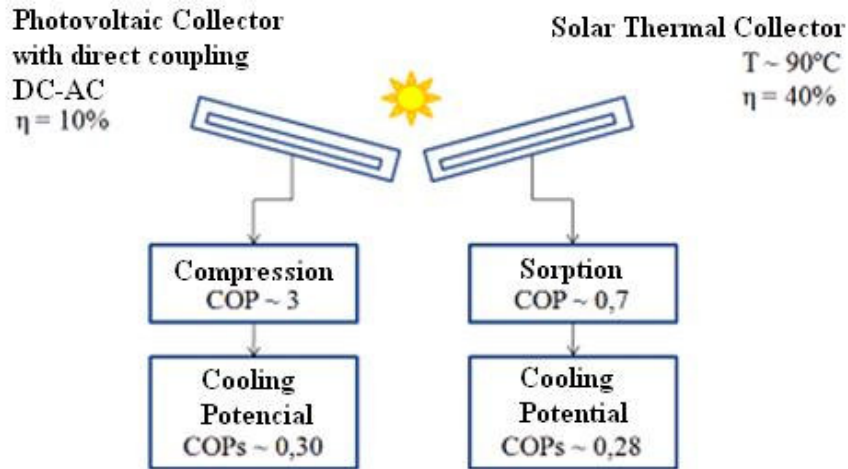 Photovoltaic Collector
with direct coupling
DC-AC
η = 10%
Solar Thermal Collector
T ~ 90ºC
η = 40%
Compression
COP ~ 3
Sorption
COP ~ 0,7
Cooling
Potencial
COPs ~ 0,30
Cooling
Potential
COPs ~ 0,28